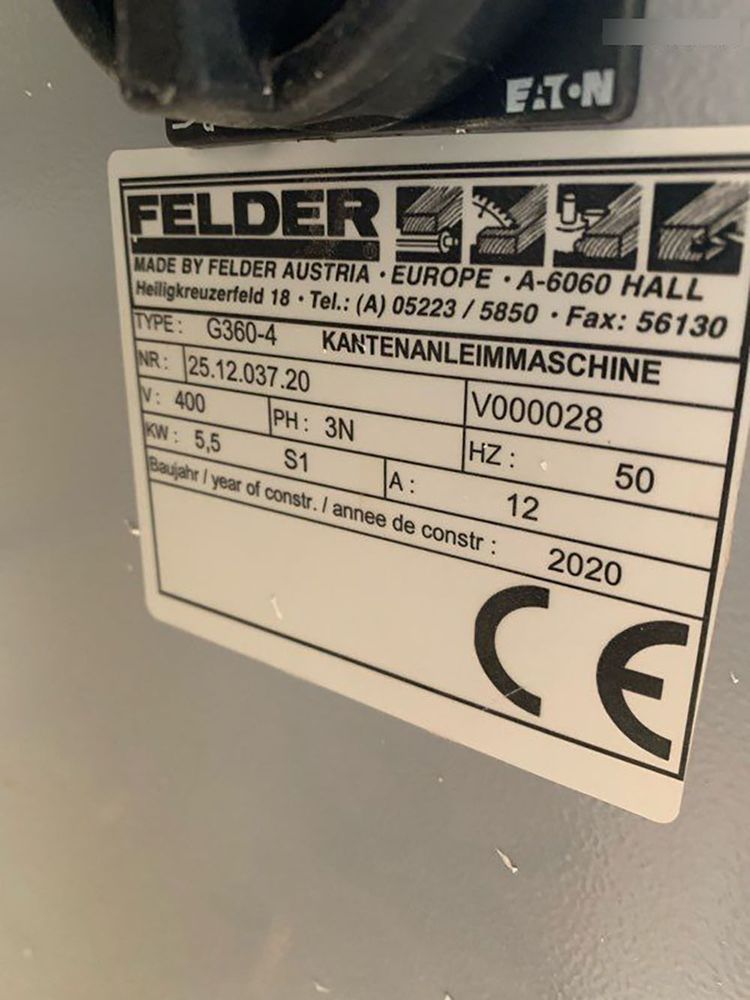 EATON
FELDER
MADE BY FELDER AUSTRIA · EUROPE · A-6060 HALL
Heiligkreuzerfeld 18 · Tel.: (A) 05223 / 5850 · Fax: 56130
TYPE: G360-4 KANTENANLEIMMASCHINE
NR: 25.12.037.20 V000028
V: 400 PH: 3N HZ: 50
KW: 5,5 S1 A: 12
Baujahr / year of constr. / annee de constr : 2020
CE